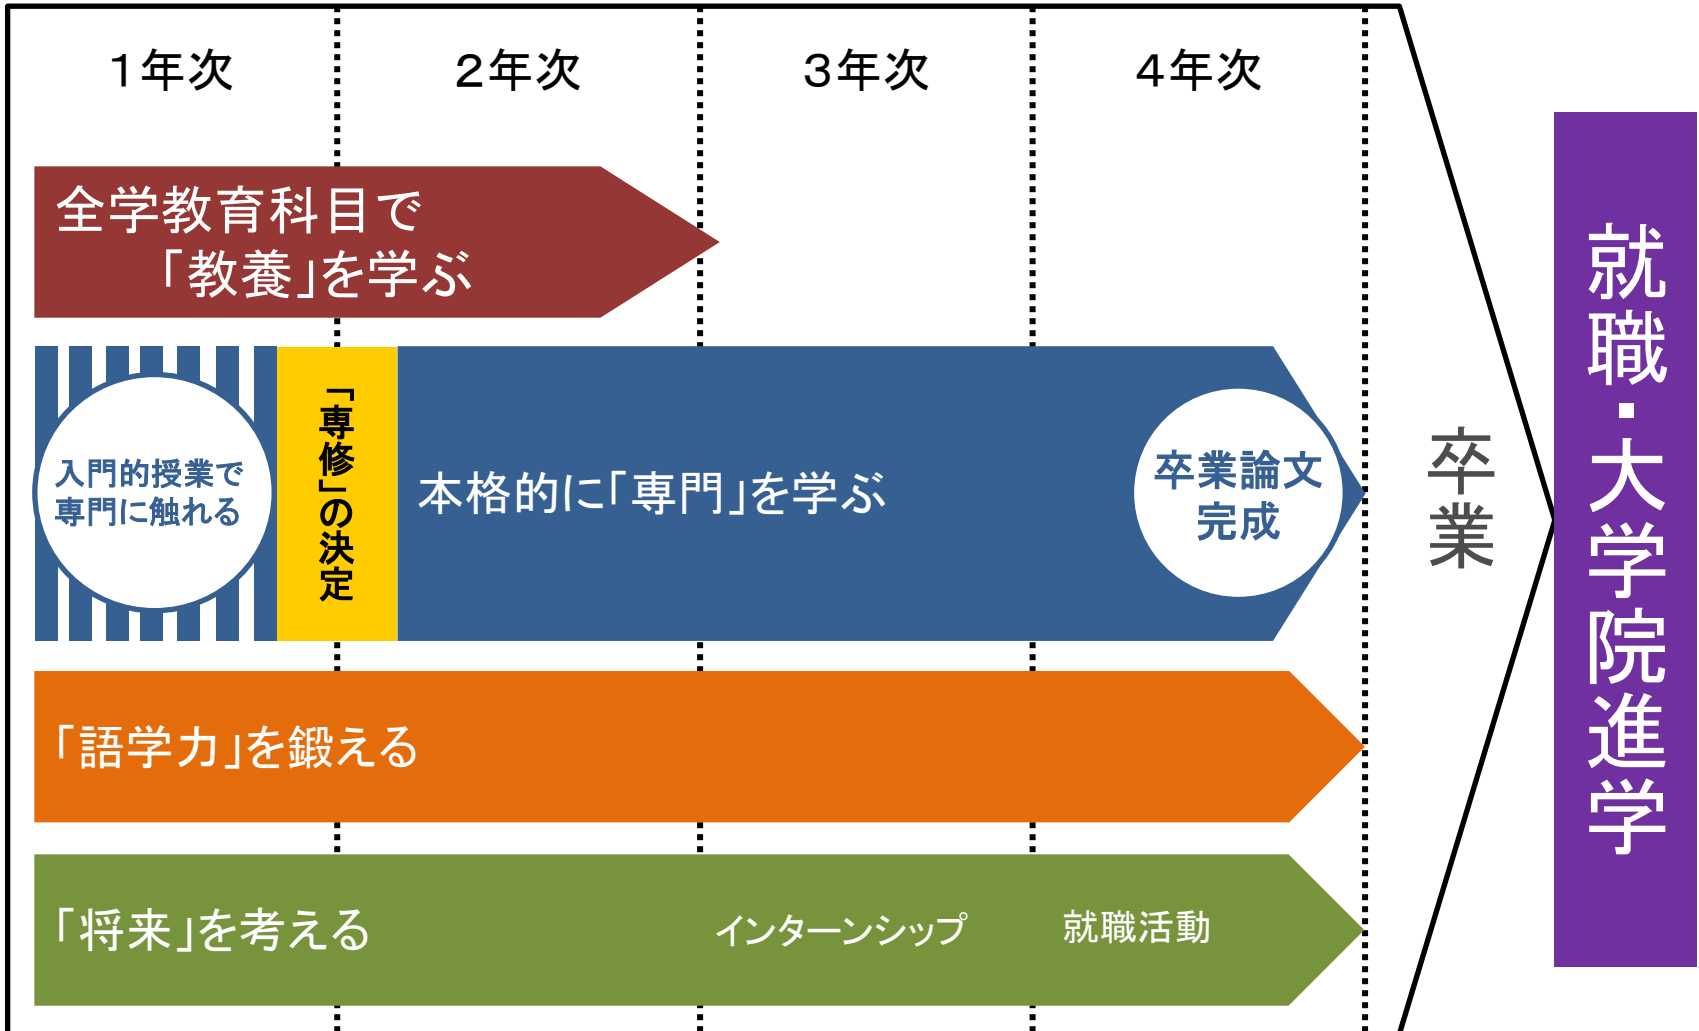 1年次
2年次
3年次
4年次
全学教育科目で
「教養」を学ぶ
入門的授業で
専門に触れる
「専修」の決定
本格的に「専門」を学ぶ
卒業論文
完成
「語学力」を鍛える
「将来」を考える
インターンシップ
就職活動
卒業
就職・大学院進学